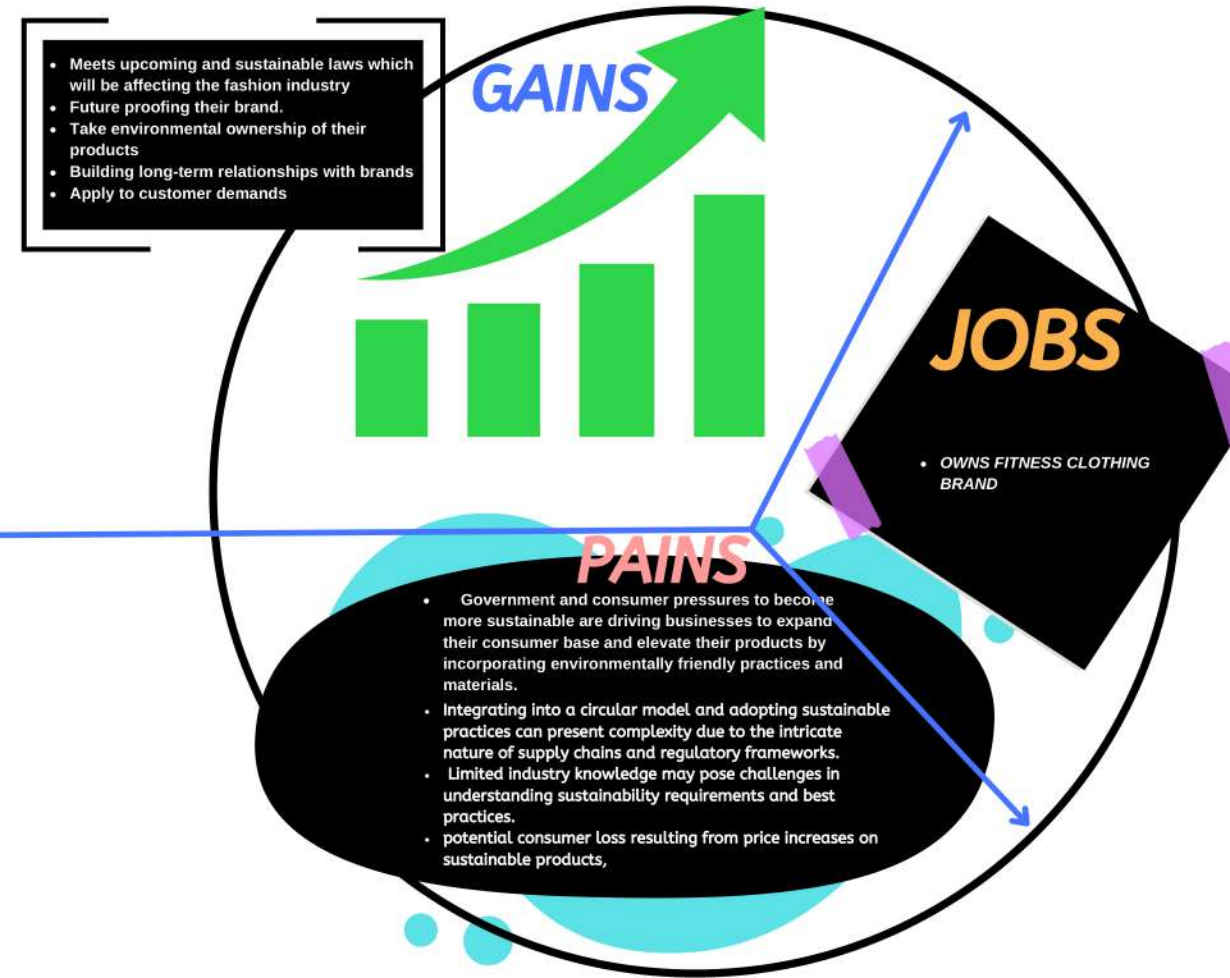 • Meets upcoming and sustainable laws which
will be affecting the fashion industry
• Future proofing their brand.
• Take environmental ownership of their
products
• Building long-term relationships with brands
• Apply to customer demands
GAINS
JOBS
• OWNS FITNESS CLOTHING
BRAND
PAINS
• Government and consumer pressures to become
more sustainable are driving businesses to expand
their consumer base and elevate their products by
incorporating environmentally friendly practices and
materials.
• Integrating into a circular model and adopting sustainable
practices can present complexity due to the intricate
nature of supply chains and regulatory frameworks.
• Limited industry knowledge may pose challenges in
understanding sustainability requirements and best
practices.
• potential consumer loss resulting from price increases on
sustainable products,